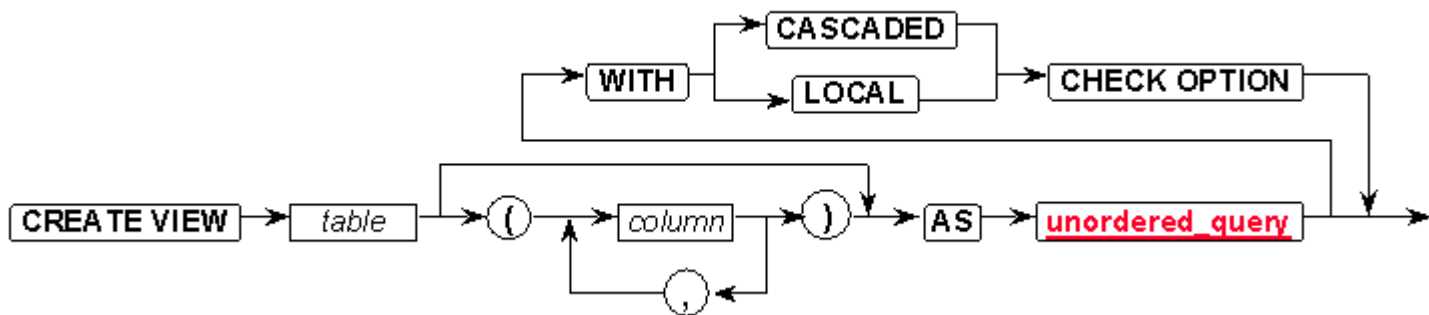 CASCADED
WITH
CHECK OPTION
LOCAL
CREATE VIEW table ( column ) AS unordered_query
,